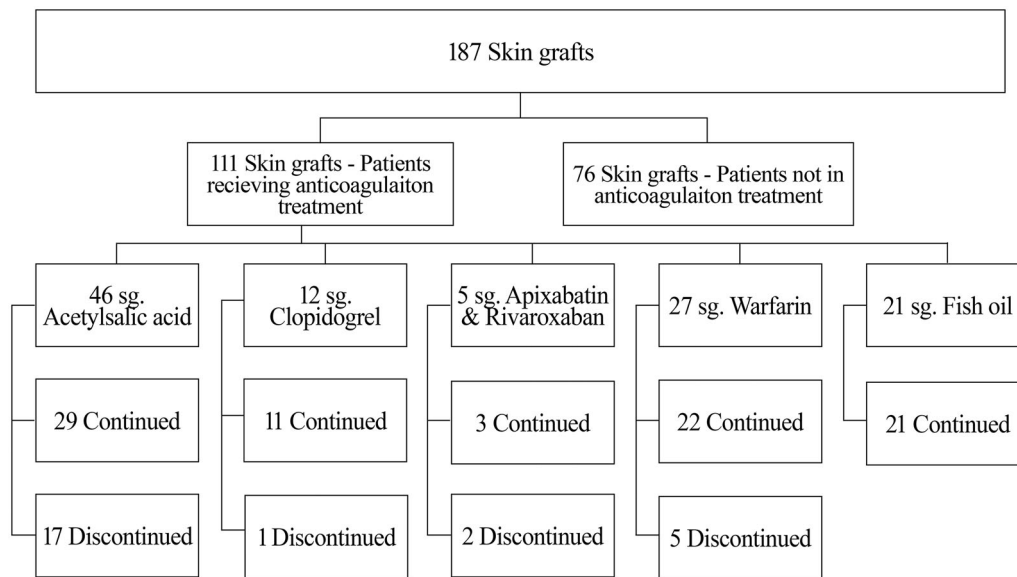 187 Skin grafts
111 Skin grafts - Patients
recieving anticoagulaiton
treatment
76 Skin grafts - Patients not in
anticoagulaiton treatment
46 sg.
Acetylsalic acid
12 sg.
Clopidogrel
5 sg. Apixabatin
& Rivaroxaban
27 sg. Warfarin
21 sg. Fish oil
29 Continued
11 Continued
3 Continued
22 Continued
21 Continued
17 Discontinued
1 Discontinued
2 Discontinued
5 Discontinued